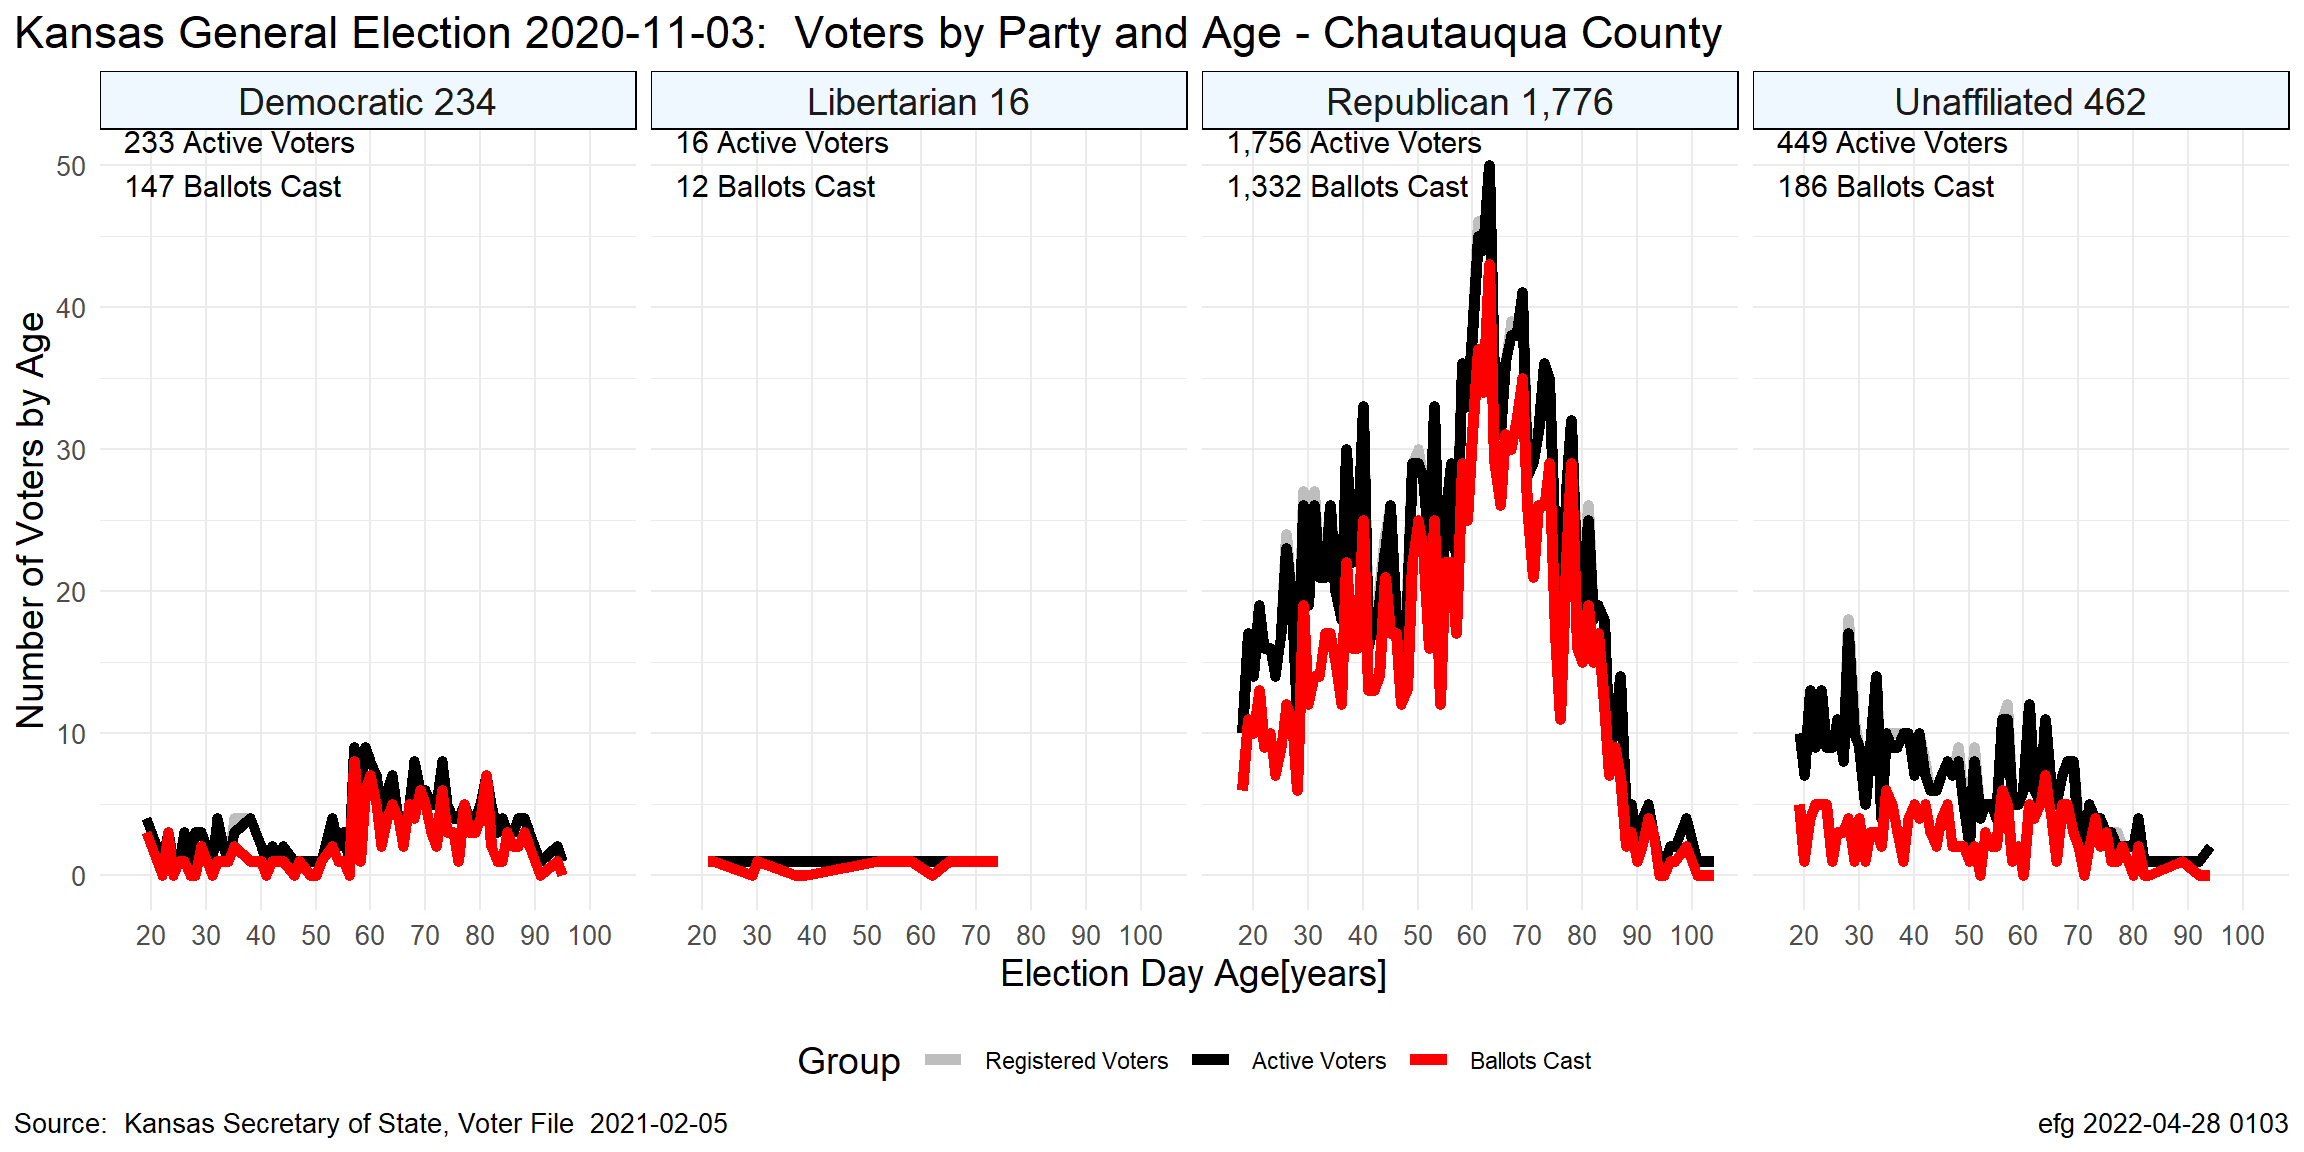 Kansas General Election 2020-11-03:  Voters by Party and Age - Chautauqua County
Democratic 234
Libertarian 16
Republican 1,776
Unaffiliated 462
233 Active Voters
147 Ballots Cast
16 Active Voters
12 Ballots Cast
1,756 Active Voters
1,332 Ballots Cast
449 Active Voters
186 Ballots Cast
Number of Voters by Age
50
40
30
20
10
0
20 30 40 50 60 70 80 90 100
20 30 40 50 60 70 80 90 100
20 30 40 50 60 70 80 90 100
20 30 40 50 60 70 80 90 100
Election Day Age[years]
Group Registered Voters Active Voters Ballots Cast
Source:  Kansas Secretary of State, Voter File  2021-02-05
efg 2022-04-28 0103